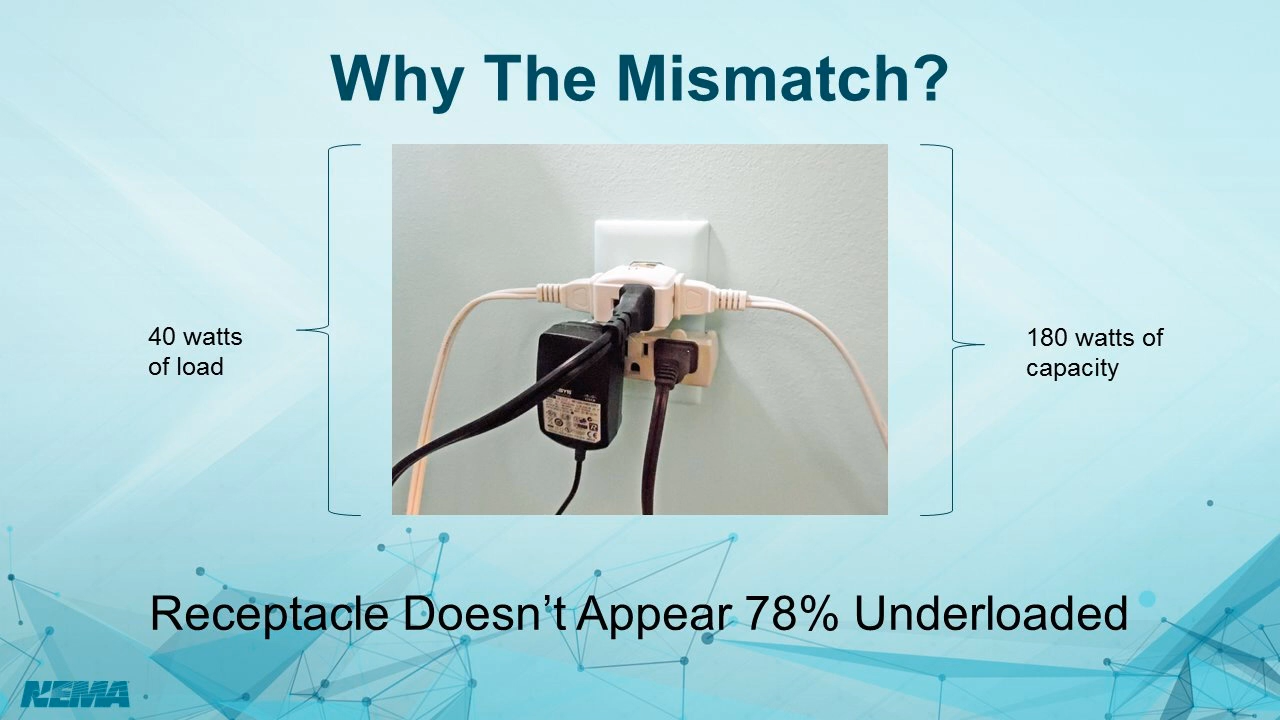 Why The Mismatch?
40 watts
of load
180 watts of
capacity
Receptacle Doesn’t Appear 78% Underloaded
NEMA